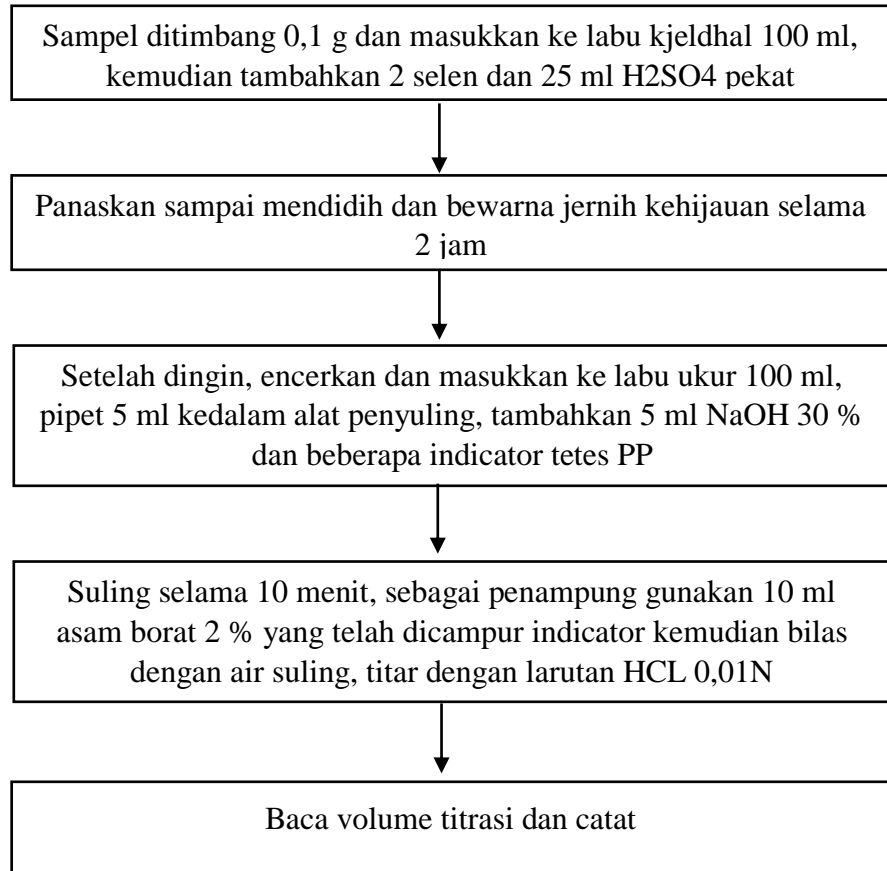 Sampel ditimbang 0,1 g dan masukkan ke labu kjeldhal 100 ml,
kemudian tambahkan 2 selen dan 25 ml H2SO4 pekat
Panaskan sampai mendidih dan bewarna jernih kehijauan selama
2 jam
Setelah dingin, encerkan dan masukkan ke labu ukur 100 ml,
pipet 5 ml kedalam alat penyuling, tambahkan 5 ml NaOH 30 %
dan beberapa indicator tetes PP
Suling selama 10 menit, sebagai penampung gunakan 10 ml
asam borat 2 % yang telah dicampur indicator kemudian bilas
dengan air suling, titar dengan larutan HCL 0,01N
Baca volume titrasi dan catat